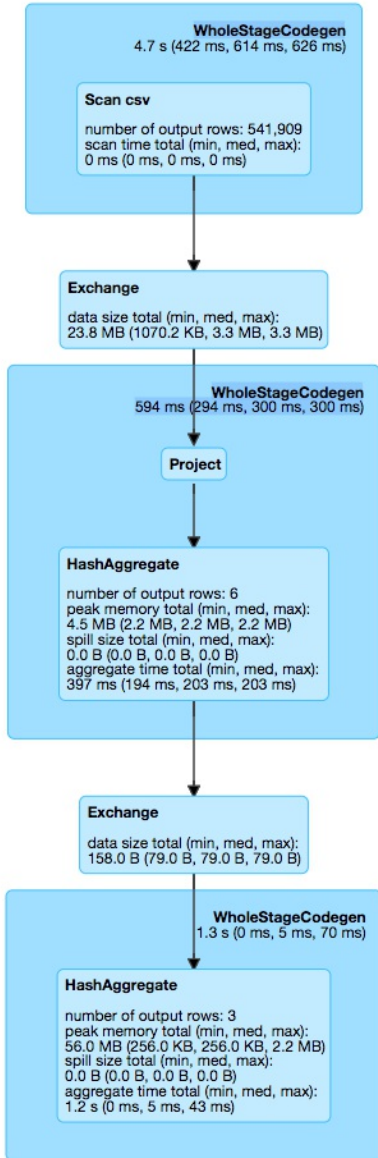 WholeStageCodegen
4.7 s (422 ms, 614 ms, 626 ms)
Scan csv
number of output rows: 541,909
scan time total (min, med, max):
0 ms (0 ms, 0 ms, 0 ms)
Exchange
data size total (min, med, max):
23.8 MB (1070.2 KB, 3.3 MB, 3.3 MB)
WholeStageCodegen
594 ms (294 ms, 300 ms, 300 ms)
Project
HashAggregate
number of output rows: 6
peak memory total (min, med, max):
4.5 MB (2.2 MB, 2.2 MB, 2.2 MB)
spill size total (min, med, max):
0.0 B (0.0 B, 0.0 B, 0.0 B)
aggregate time total (min, med, max):
397 ms (194 ms, 203 ms, 203 ms)
Exchange
data size total (min, med, max):
158.0 B (79.0 B, 79.0 B, 79.0 B)
WholeStageCodegen
1.3 s (0 ms, 5 ms, 70 ms)
HashAggregate
number of output rows: 3
peak memory total (min, med, max):
56.0 MB (256.0 KB, 256.0 KB, 2.2 MB)
spill size total (min, med, max):
0.0 B (0.0 B, 0.0 B, 0.0 B)
aggregate time total (min, med, max):
1.2 s (0 ms, 5 ms, 43 ms)